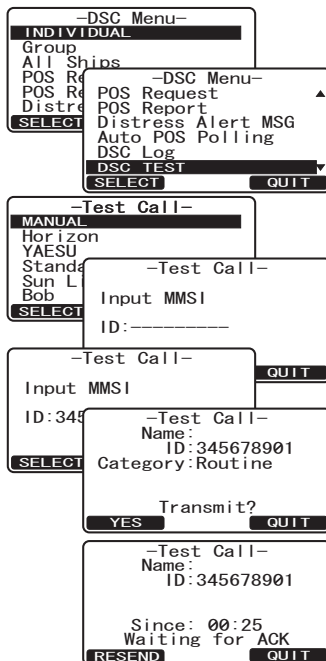 -DSC Menu-
INDIVIDUAL
Group
All Ships
POS Re
POS Re
Distre
SELECT
-DSC Menu-
POS Request
POS Report
Distress Alert MSG
Auto POS Polling
DSC Log
DSC TEST
SELECT QUIT
-Test Call-
MANUAL
Horizon
YAESU
Standa
Sun Li
Bob
SELECT
-Test Call-
Input MMSI
ID:---------
QUIT
-Test Call-
Input MMSI
ID:345
SELECT
-Test Call-
Name:
ID:345678901
Category:Routine
Transmit?
YES QUIT
-Test Call-
Name:
ID:345678901
Since: 00:25
Waiting for ACK
RESEND QUIT